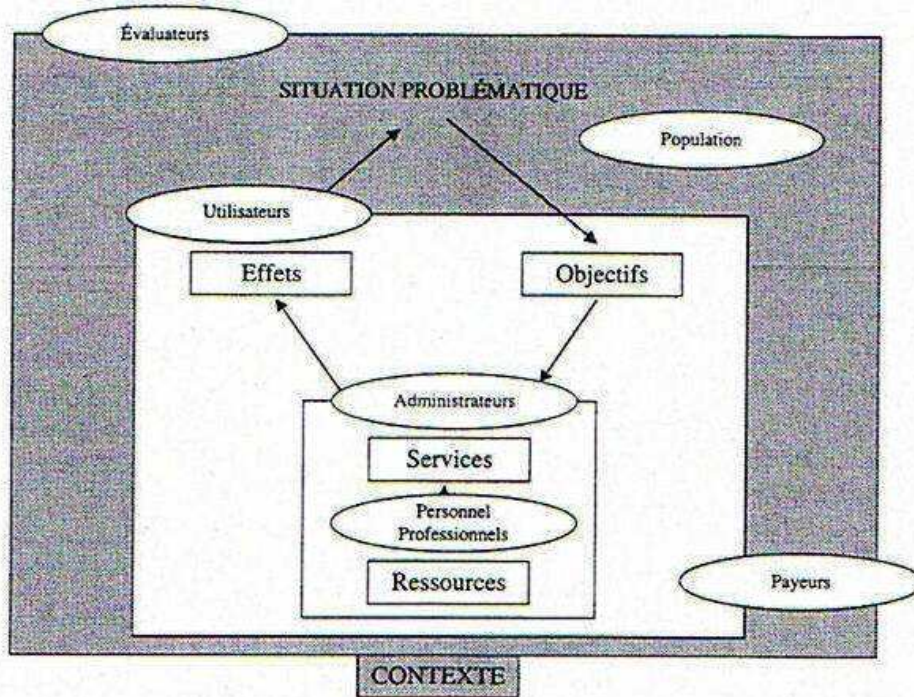 Évaluateurs
SITUATION PROBLÉMATIQUE
Population
Utilisateurs
Effets
Objectifs
Administrateurs
Services
Personnel
Professionnels
Ressources
Payeurs
CONTEXTE